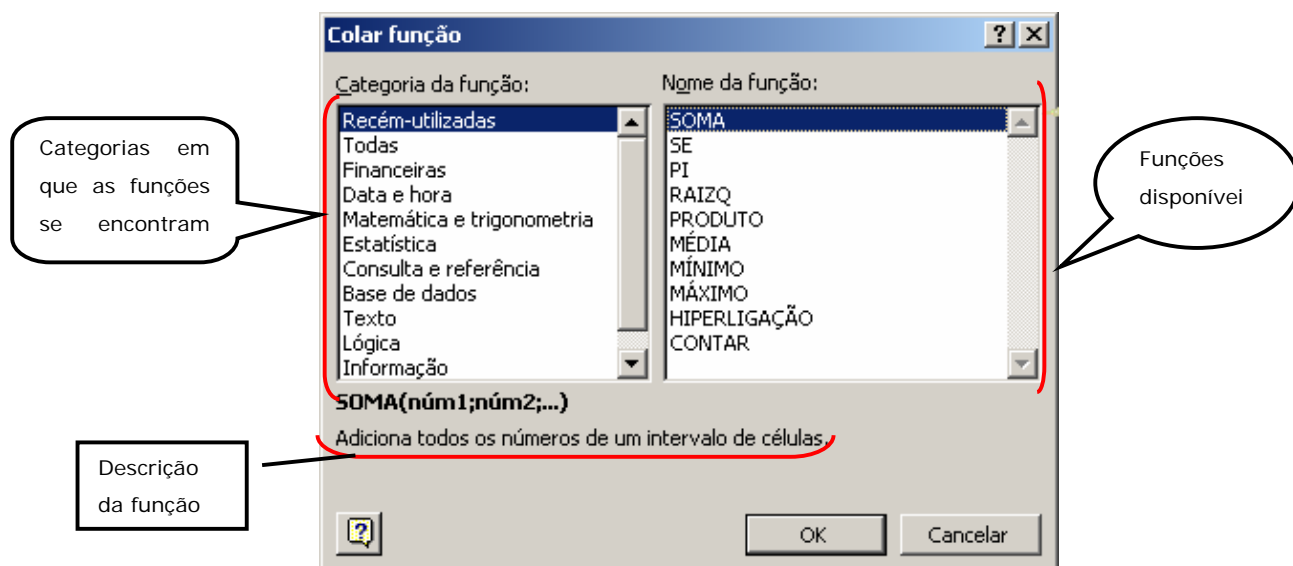 Colar função
Categoria da função:
Nome da função:
Recém-utilizadas
Todas
Financeiras
Data e hora
Matemática e trigonometria
Estatística
Consulta e referência
Base de dados
Texto
Lógica
Informação
SOMA
SE
PI
RAIZQ
PRODUTO
MÉDIA
MÍNIMO
MÁXIMO
HIPERLIGAÇÃO
CONTAR
SOMA(núm1;núm2;...)
Adiciona todos os números de um intervalo de células.
OK
Cancelar
Categorias em
que as funções
se encontram
Funções
disponívei
Descrição
da função